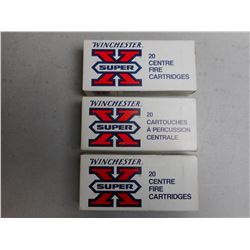 WINCHESTER
SUPER X
20
CENTRE
FIRE
CARTRIDGES
WINCHESTER
SUPER X
20
CARTOUCHES
À PERCUSSION
CENTRALE
WINCHESTER
SUPER X
20
CENTRE
FIRE
CARTRIDGES